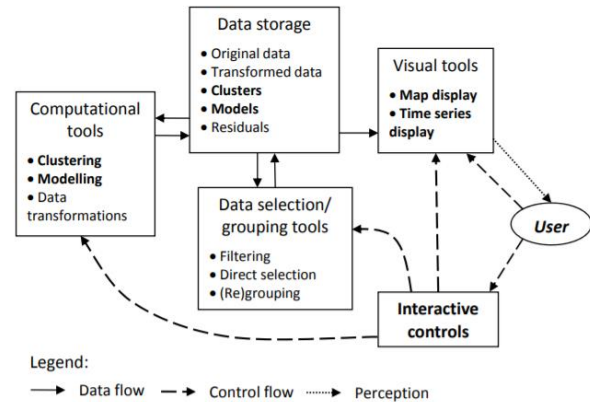 Data storage
• Original data
• Transformed data
• Clusters
• Models
• Residuals
Visual tools
• Map display
• Time series
display
Computational
tools
• Clustering
• Modelling
• Data
transformations
Data selection/
grouping tools
• Filtering
• Direct selection
• (Re)grouping
User
Interactive
controls
Legend:
Data flow
Control flow
Perception